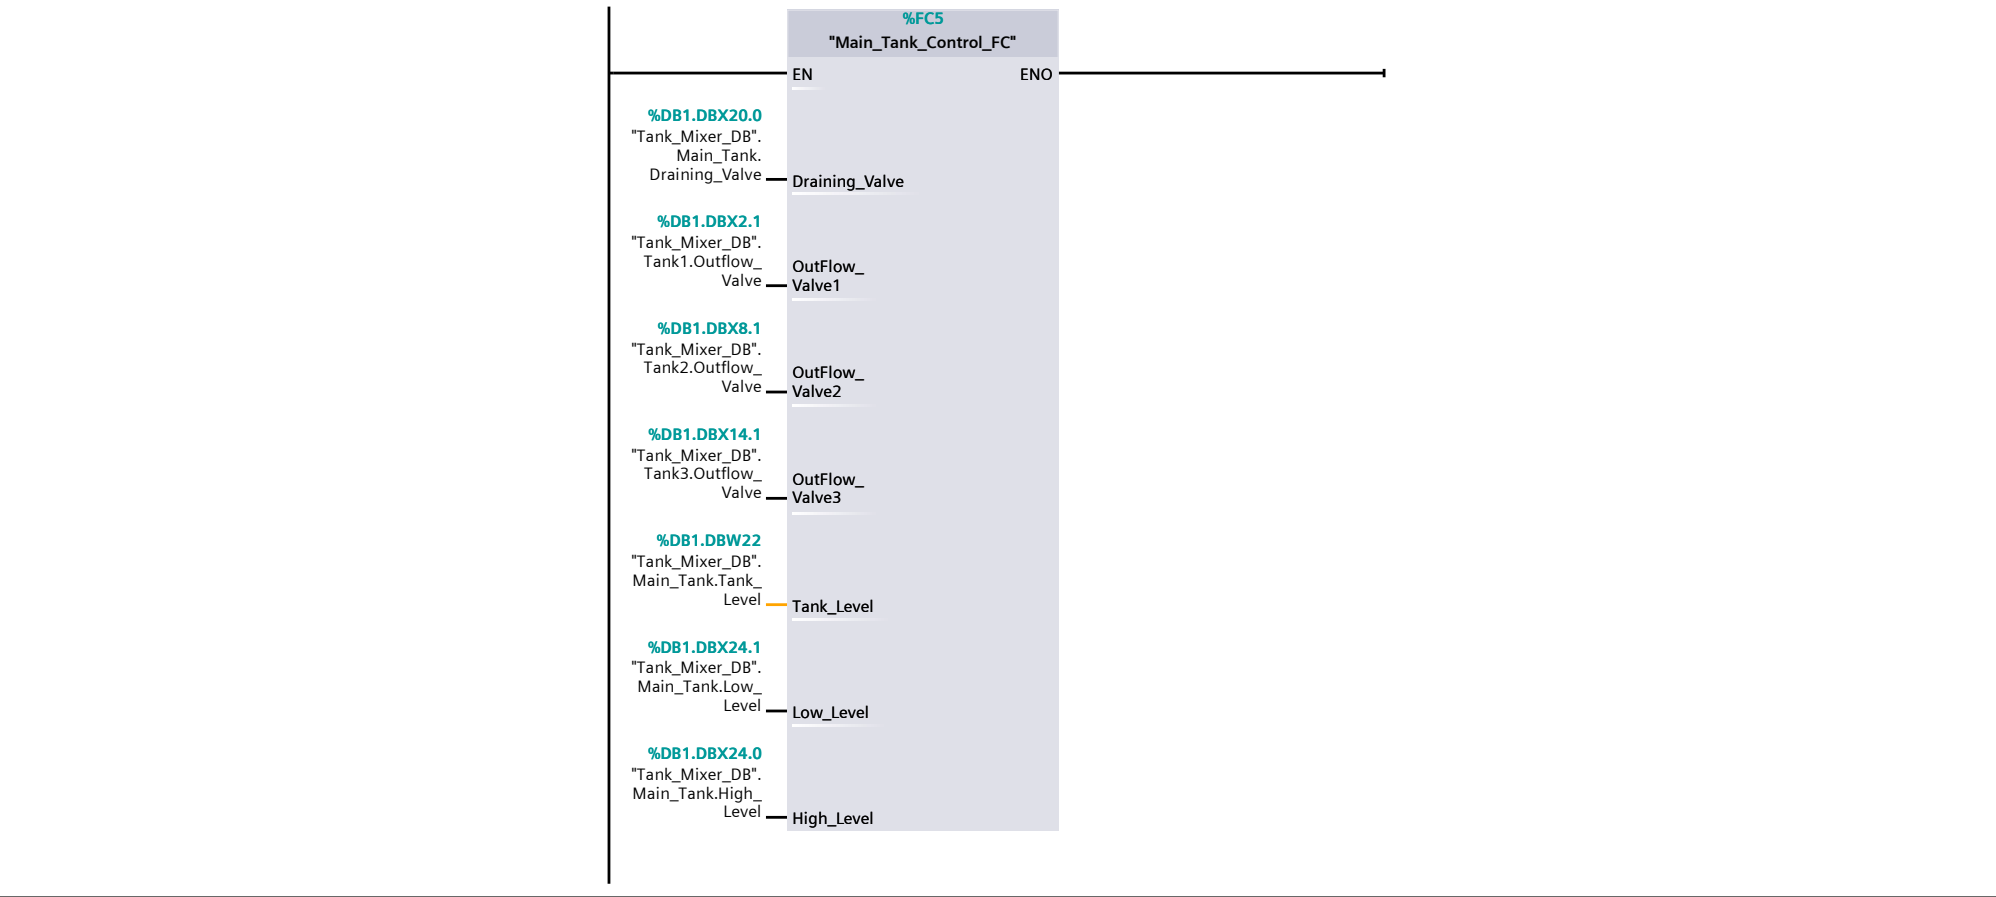 %FC5
"Main_Tank_Control_FC"
EN ENO
%DB1.DBX20.0
"Tank_Mixer_DB".
Main_Tank.
Draining_Valve
Draining_Valve
%DB1.DBX2.1
"Tank_Mixer_DB".
Tank1.Outflow_
Valve
OutFlow_
Valve1
%DB1.DBX8.1
"Tank_Mixer_DB".
Tank2.Outflow_
Valve
OutFlow_
Valve2
%DB1.DBX14.1
"Tank_Mixer_DB".
Tank3.Outflow_
Valve
OutFlow_
Valve3
%DB1.DBW22
"Tank_Mixer_DB".
Main_Tank.Tank_
Level
Tank_Level
%DB1.DBX24.1
"Tank_Mixer_DB".
Main_Tank.Low_
Level
Low_Level
%DB1.DBX24.0
"Tank_Mixer_DB".
Main_Tank.High_
Level
High_Level